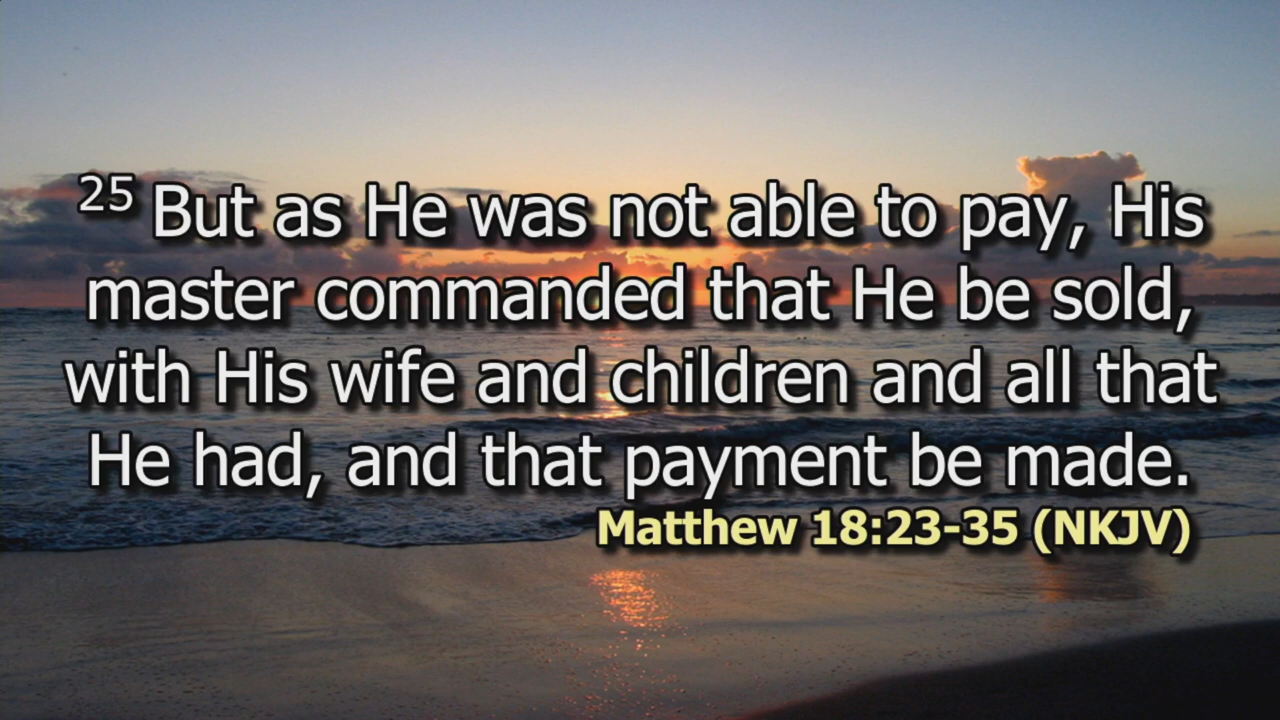 25 But as He was not able to pay, His
master commanded that He be sold,
with His wife and children and all that
He had, and that payment be made.
Matthew 18:23-35 (NKJV)